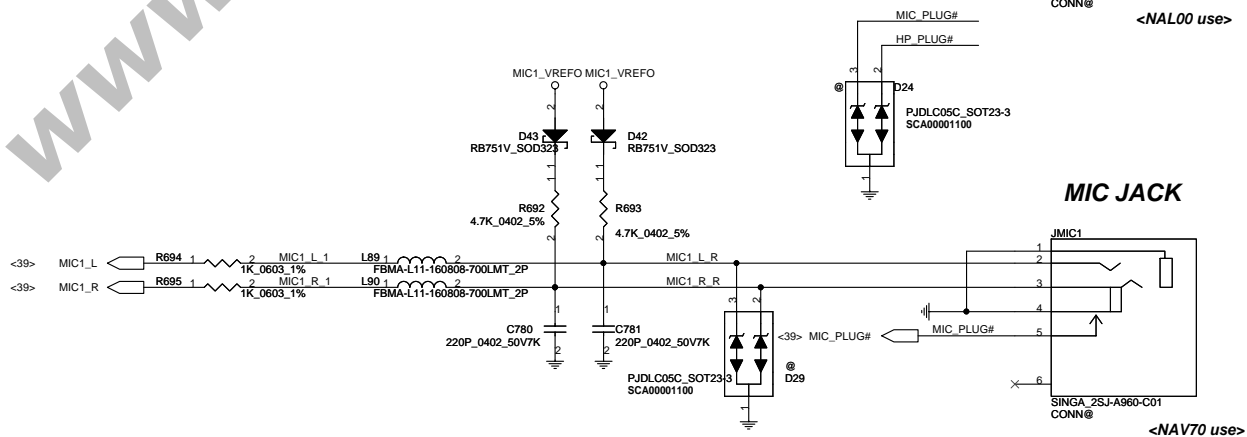 CONN@
<NAL00 use>
MIC_PLUG#
HP_PLUG#
3
2
@
D24
PJDLC05C_SOT23-3
SCA00001100
1
www
MIC1_VREFO MIC1_VREFO
2
2
D43
RB751V_SOD323
D42
RB751V_SOD323
1
1
1
1
R692
4.7K_0402_5%
R693
4.7K_0402_5%
2
2
MIC JACK
JMIC1
<39> MIC1_L R694 1 2 MIC1_L_1 L89 1 2 MIC1_L_R
1K_0603_1% FBMA-L11-160808-700LMT_2P
<39> MIC1_R R695 1 2 MIC1_R_1 L90 1 2 MIC1_R_R
1K_0603_1% FBMA-L11-160808-700LMT_2P
1
2
3
4
5
6
1
C780
220P_0402_50V7K
2
1
C781
220P_0402_50V7K
2
3
2
<39> MIC_PLUG# MIC_PLUG#
PJDLC05C_SOT23-3
SCA00001100
@
D29
1
SINGA_2SJ-A960-C01
CONN@
<NAV70 use>